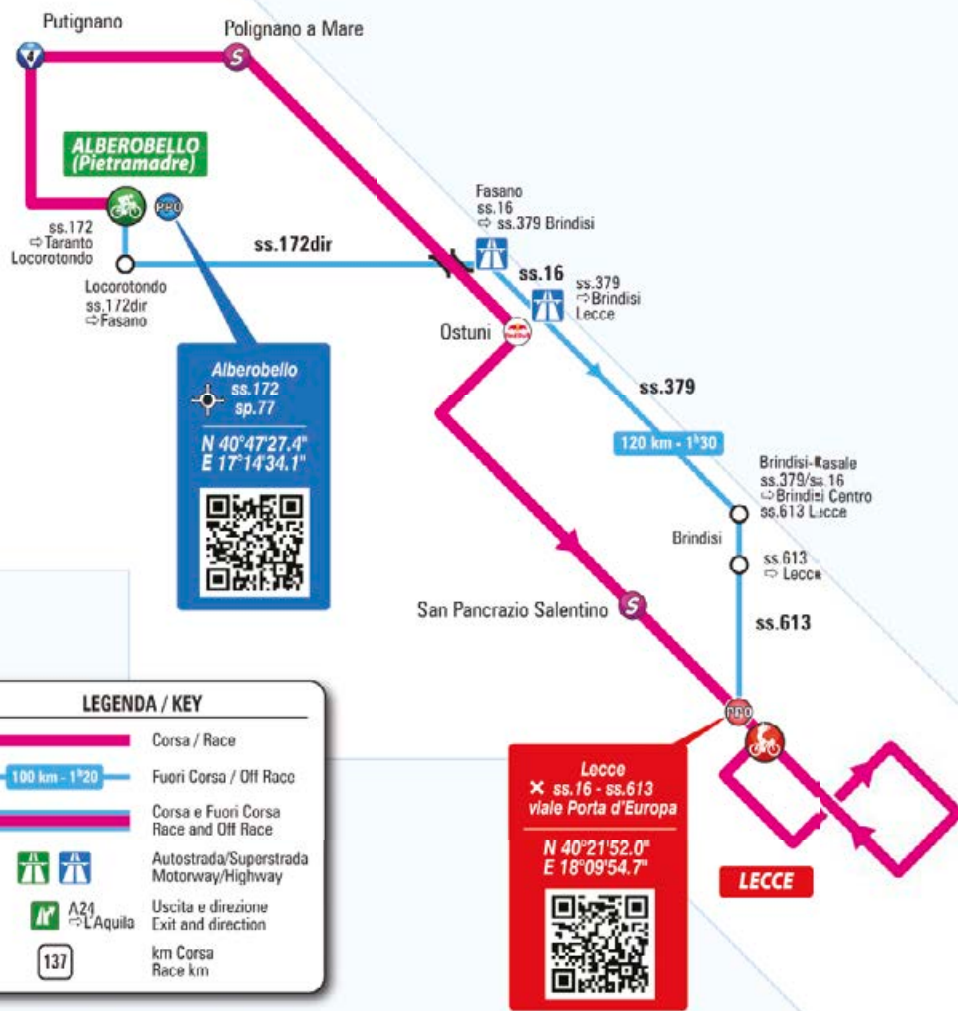 Putignano
Polignano a Mare
4
S
ALBEROBELLO
(Pietramadre)
PPO
ss.172
⇨Taranto
Locorotondo
ss.172dir
Fasano
ss.16
⇨ ss.379 Brindisi
Locorotondo
ss.172dir
⇨Fasano
ss.16
ss.379
⇨Brindisi
Lecce
Ostuni
Red Bull
Alberobello
ss.172
sp.77
N 40°47'27.4"
E 17°14'34.1"
ss.379
120 km - 1h30
Brindisi-Casale
ss.379/ss.16
⇨Brindisi Centro
ss.613 Lecce
Brindisi
ss.613
⇨ Lecce
San Pancrazio Salentino
S
ss.613
PPO
LEGENDA / KEY
Corsa / Race
100 km - 1h20
Fuori Corsa / Off Race
Corsa e Fuori Corsa
Race and Off Race
Autostrada/Superstrada
Motorway/Highway
A24
⇨L'Aquila
Uscita e direzione
Exit and direction
137
km Corsa
Race km
Lecce
✕ ss.16 - ss.613
viale Porta d'Europa
N 40°21'52.0"
E 18°09'54.7"
LECCE